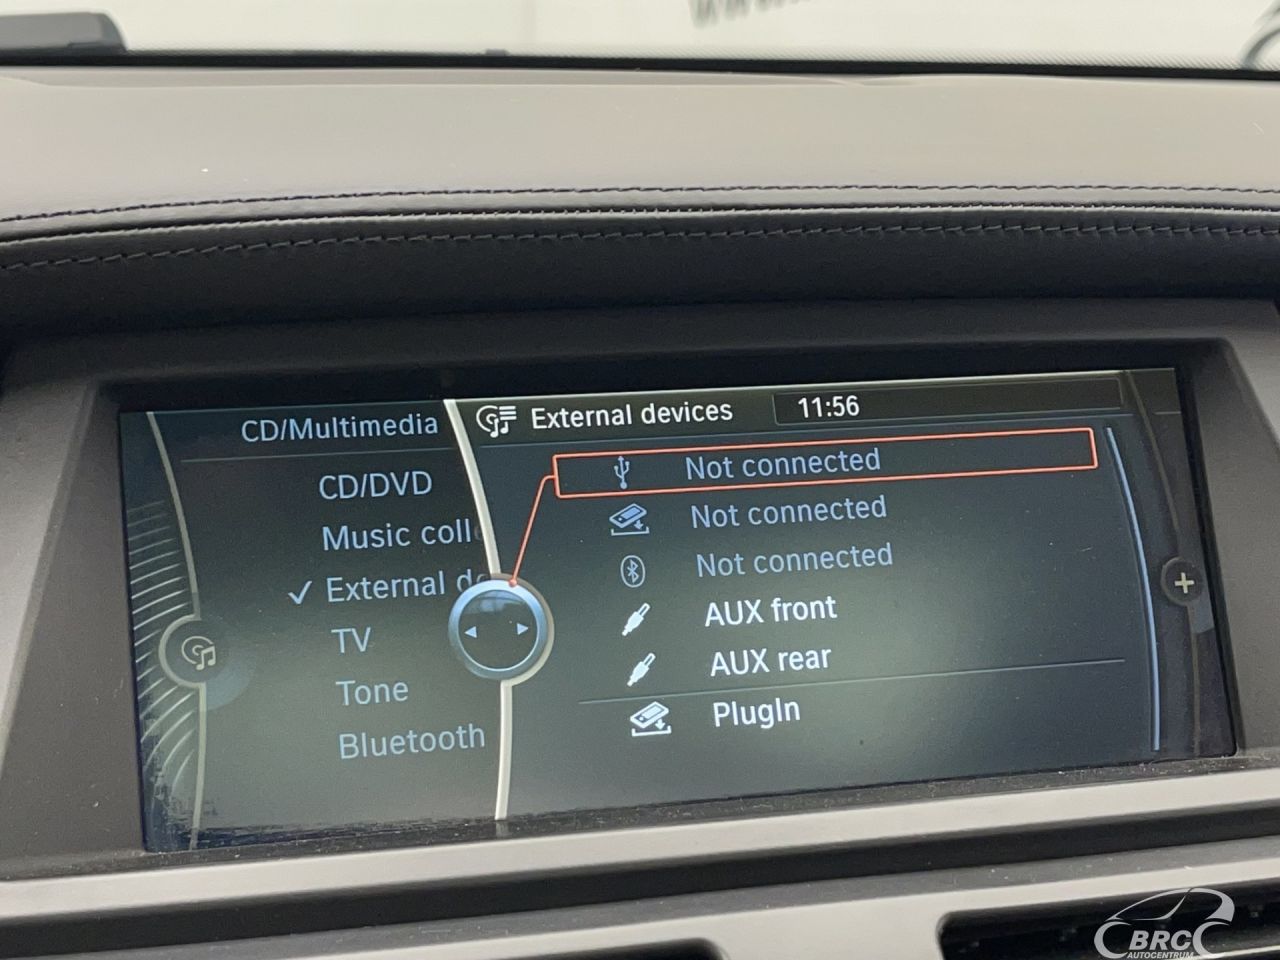 CD/Multimedia
CD/DVD
Music coll
External de
TV
Tone
Bluetooth
External devices
11:56
Not connected
Not connected
Not connected
AUX front
AUX rear
PlugIn
BRC
AUTOCENTRUM